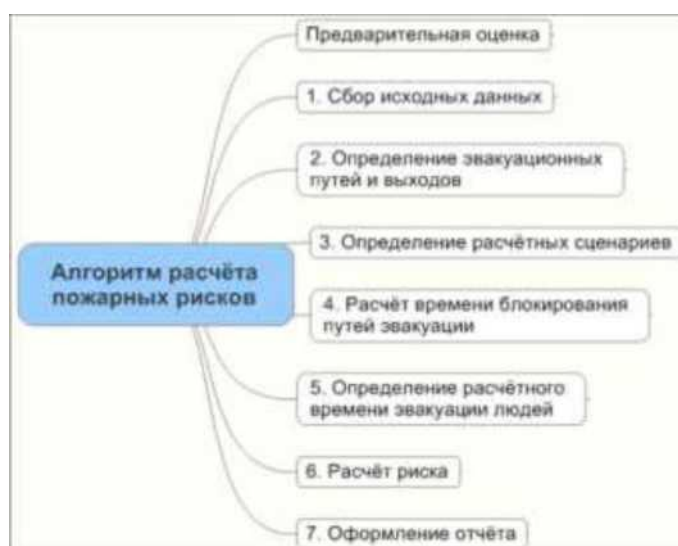 Предварительная оценка
1. Сбор исходных данных
2. Определение эвакуационных
путей и выходов
3. Определение расчётных сценариев
Алгоритм расчёта
пожарных рисков
4. Расчёт времени блокирования
путей эвакуации
5. Определение расчётного
времени эвакуации людей
6. Расчёт риска
7. Оформление отчёта